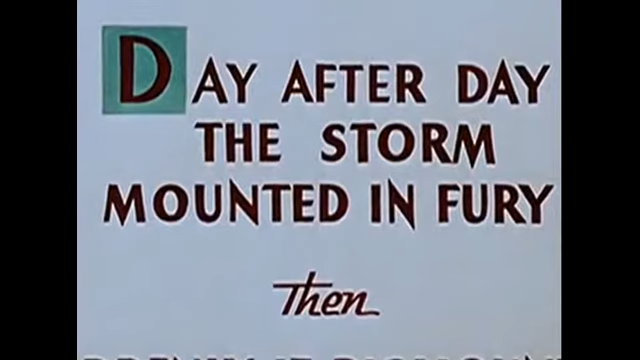 DAY AFTER DAY
THE STORM
MOUNTED IN FURY
Then